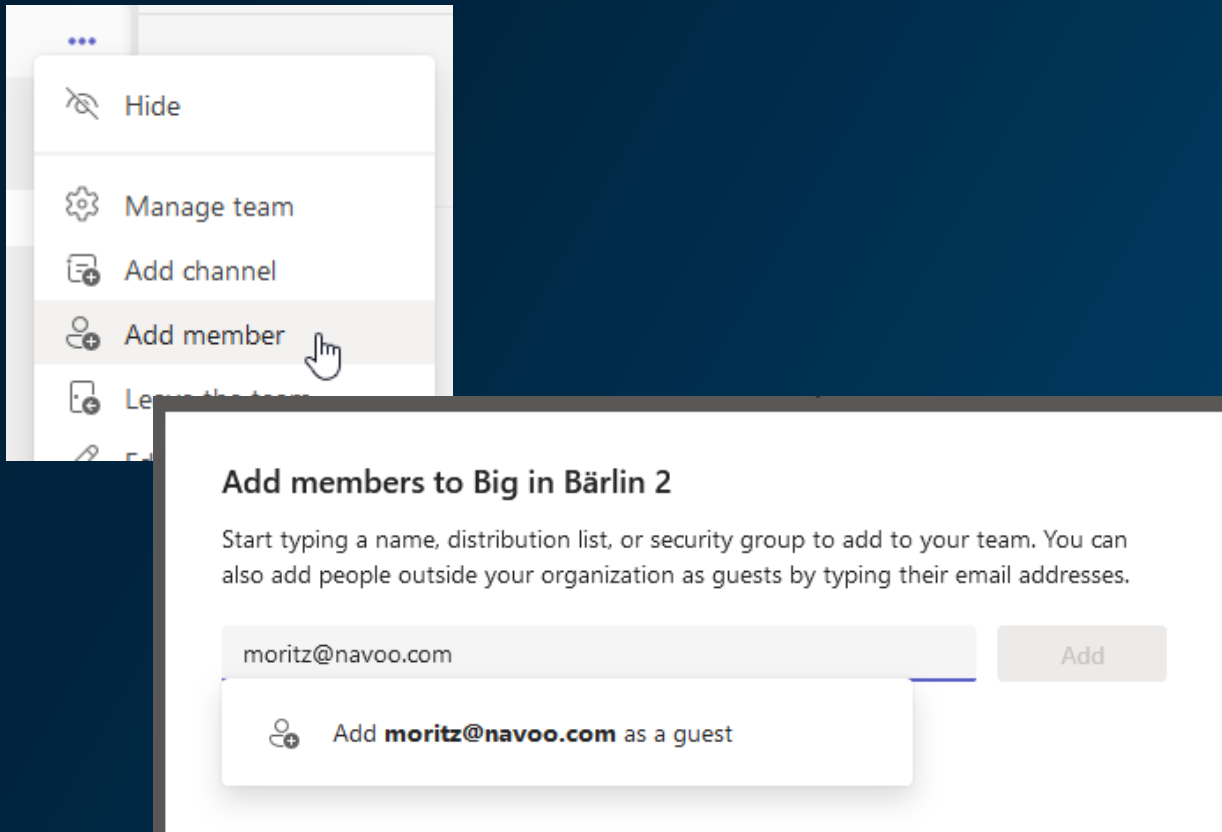 Hide
Manage team
Add channel
Add member
Add members to Big in Bärlin 2
Start typing a name, distribution list, or security group to add to your team. You can
also add people outside your organization as guests by typing their email addresses.
moritz@navoo.com
Add
Add moritz@navoo.com as a guest